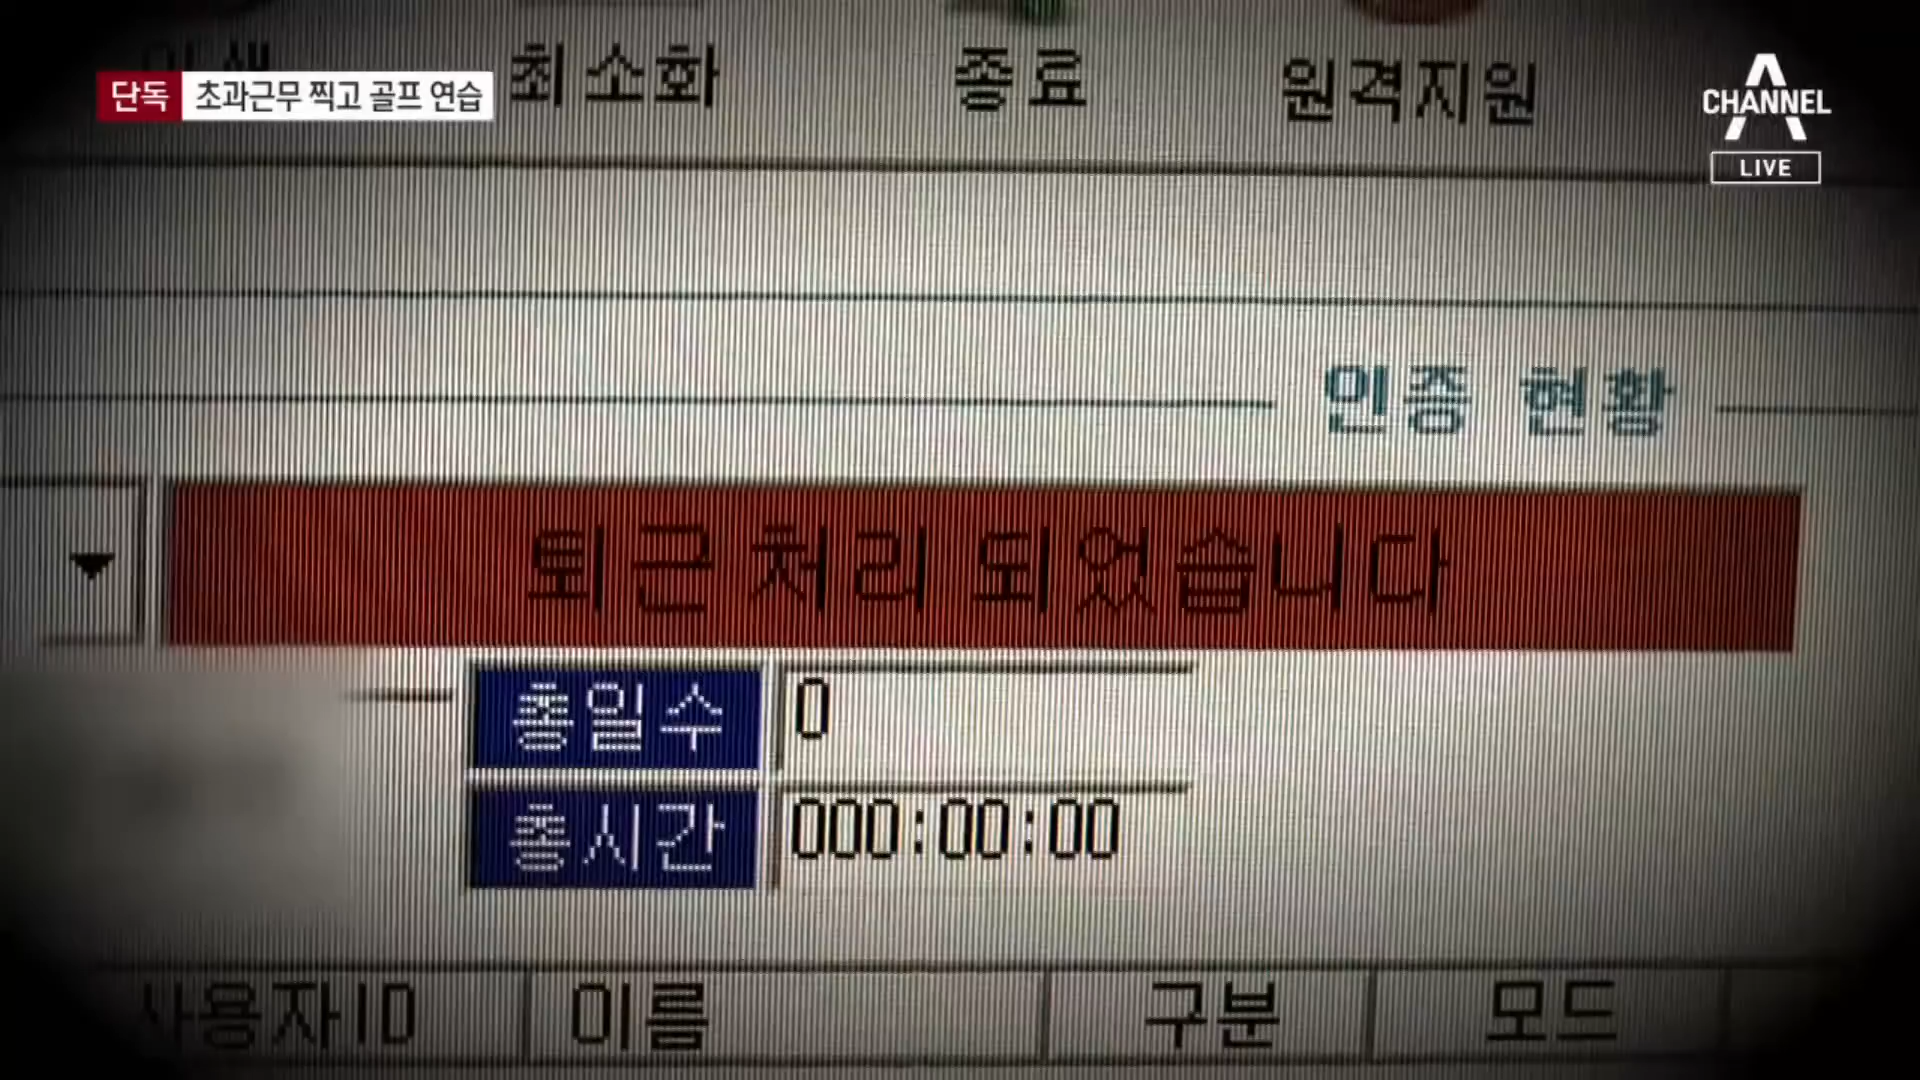 단독 초과근무 찍고 골프 연습
최소화 종료 원격지원
CHANNEL A
LIVE
인증 현황
퇴근 처리 되었습니다
총일수 0
총시간 000:00:00
사용자ID 이름 구분 모드